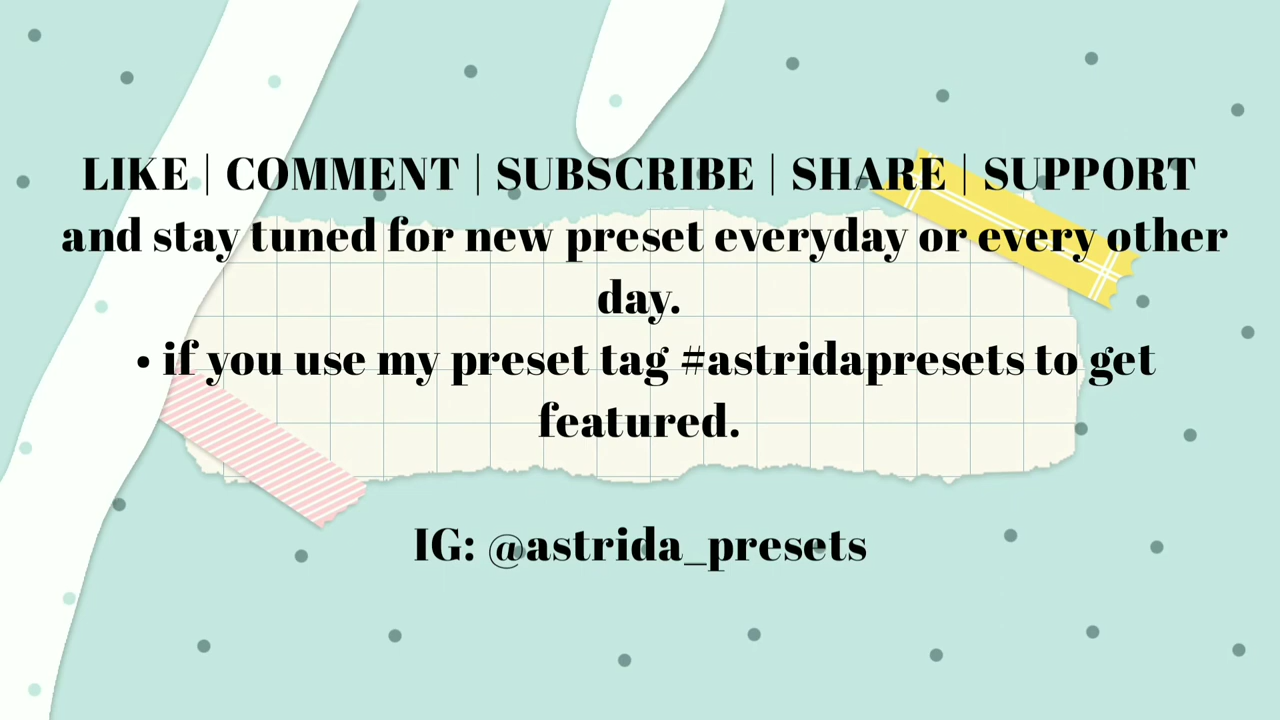 LIKE | COMMENT | SUBSCRIBE | SHARE | SUPPORT
and stay tuned for new preset everyday or every other
day.
• if you use my preset tag #astridapresets to get
featured.
IG: @astrida_presets